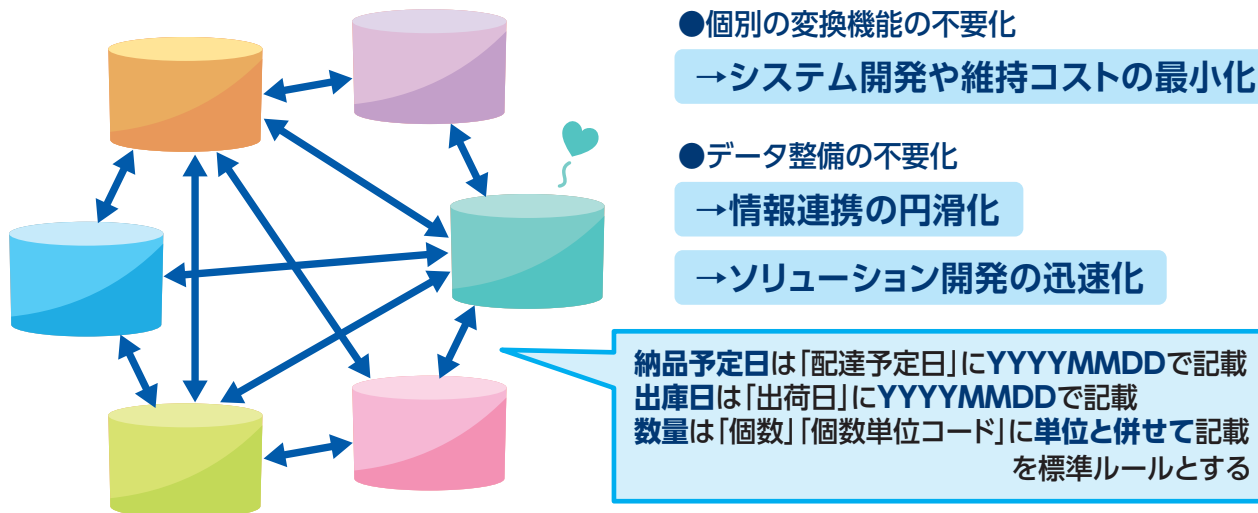 ●個別の変換機能の不要化
→システム開発や維持コストの最小化
●データ整備の不要化
→情報連携の円滑化
→ソリューション開発の迅速化
納品予定日は「配達予定日」にYYYYMMDDで記載
出庫日は「出荷日」にYYYYMMDDで記載
数量は「個数」「個数単位コード」に単位と併せて記載
を標準ルールとする